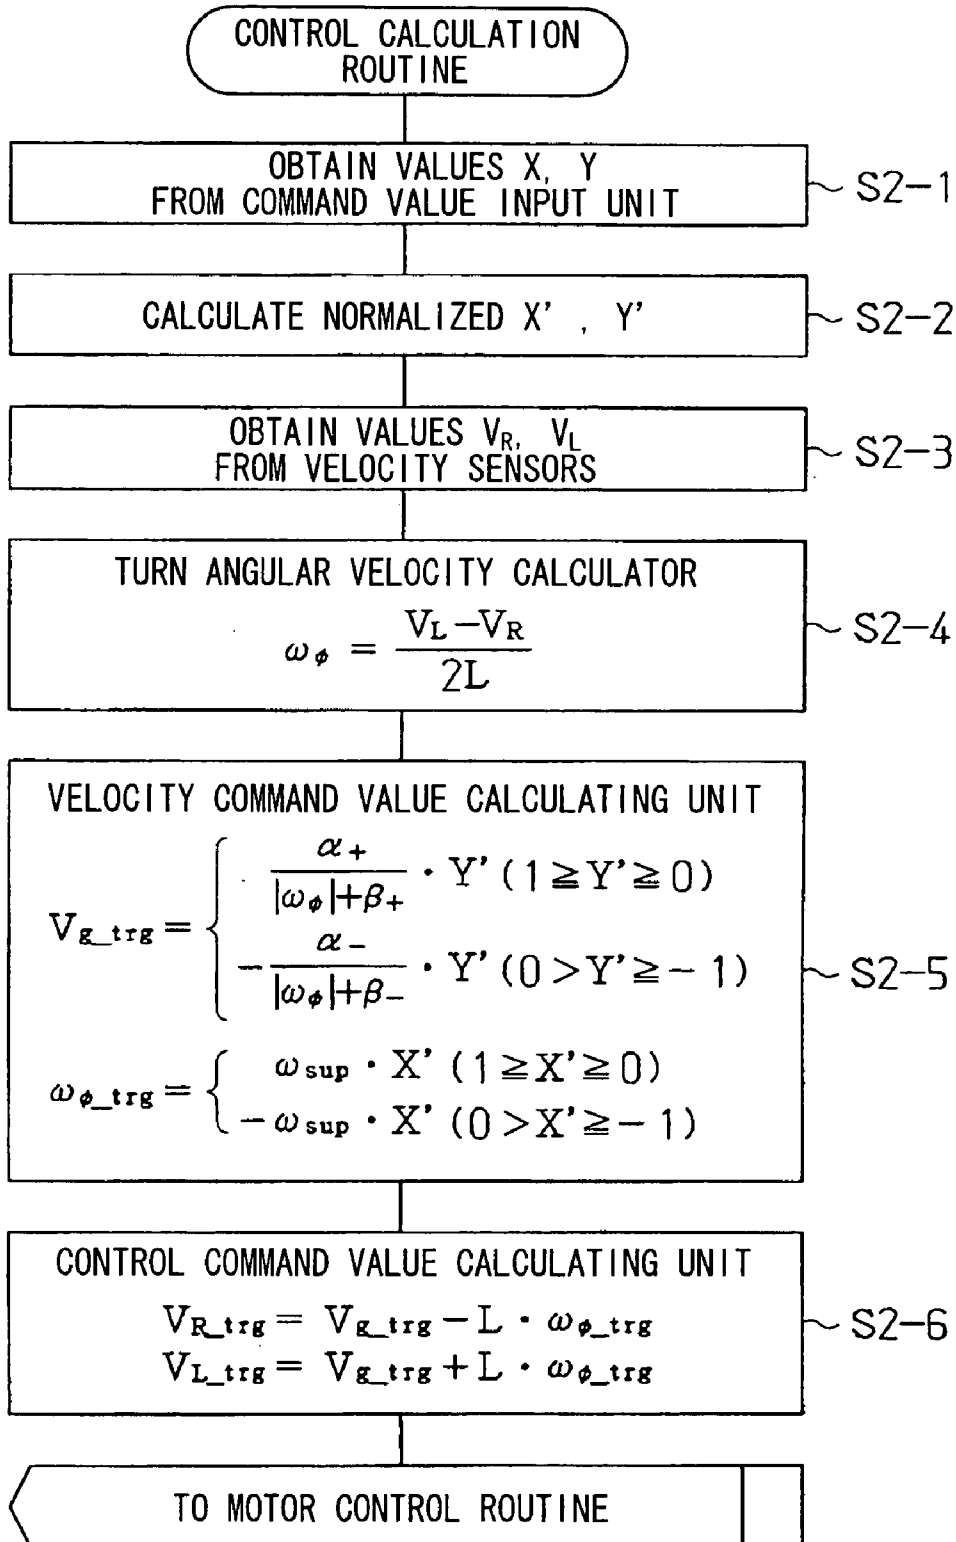 CONTROL CALCULATION
ROUTINE
OBTAIN VALUES X, Y
FROM COMMAND VALUE INPUT UNIT
S2-1
CALCULATE NORMALIZED X' , Y'
S2-2
OBTAIN VALUES VR, VL
FROM VELOCITY SENSORS
S2-3
TURN ANGULAR VELOCITY CALCULATOR
ωφ = (VL−VR)/2L
S2-4
VELOCITY COMMAND VALUE CALCULATING UNIT
Vg_trg = { α+/(|ωφ|+β+) · Y' (1≧Y'≧0)
−α−/(|ωφ|+β−) · Y' (0>Y'≧−1)
S2-5
ωφ_trg = { ωsup · X' (1≧X'≧0)
−ωsup · X' (0>X'≧−1)
CONTROL COMMAND VALUE CALCULATING UNIT
VR_trg = Vg_trg − L · ωφ_trg
VL_trg = Vg_trg + L · ωφ_trg
S2-6
TO MOTOR CONTROL ROUTINE